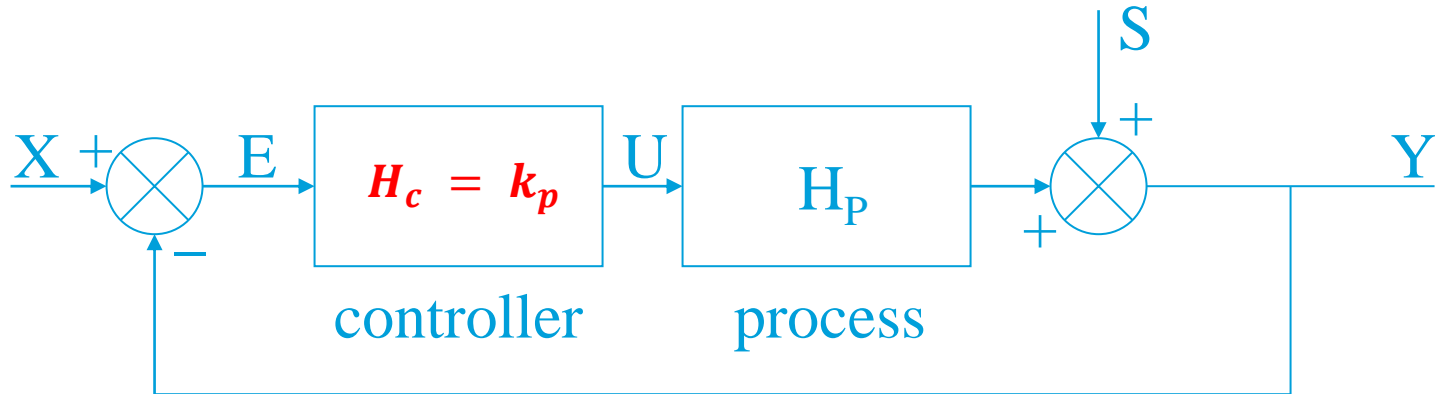 S
+
X + E H_c = k_p U H_P Y
− +
controller process